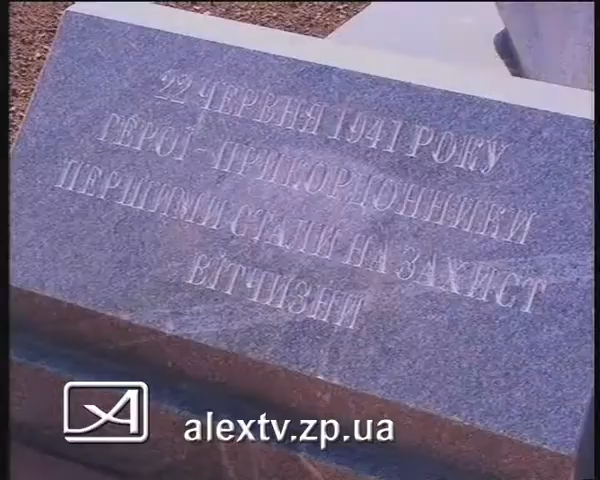 22 ЧЕРВНЯ 1941 РОКУ
ГЕРОЇ - ПРИКОРДОННИКИ
ПЕРШИМИ СТАЛИ НА ЗАХИСТ
ВІТЧИЗНИ
alextv.zp.ua